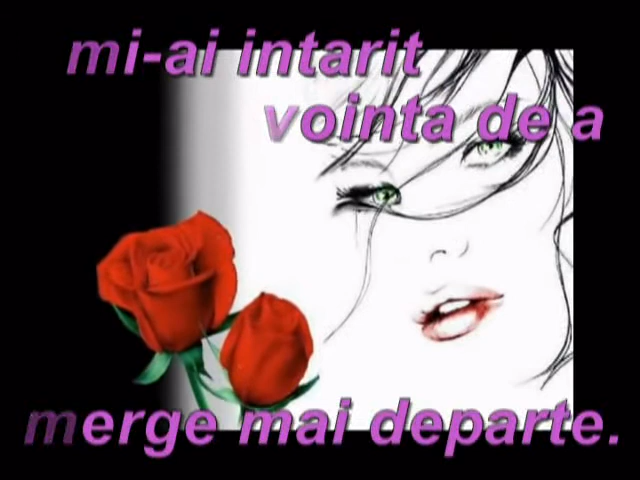 mi-ai intarit
vointa de a
merge mai departe.